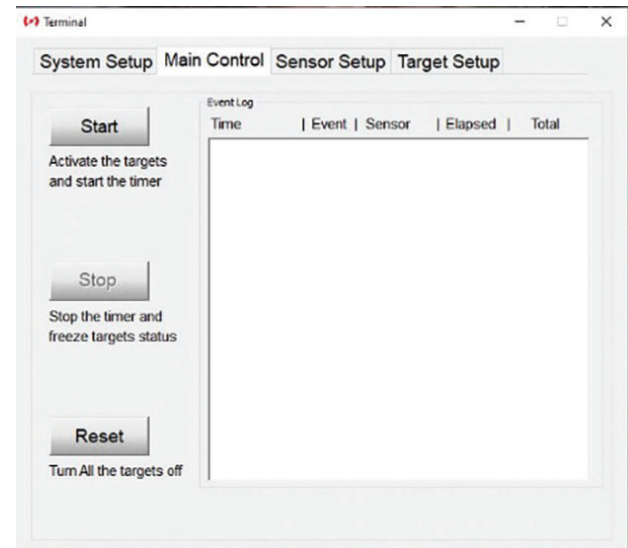 Terminal
System Setup Main Control Sensor Setup Target Setup
Event Log
Time | Event | Sensor | Elapsed | Total
Start
Activate the targets
and start the timer
Stop
Stop the timer and
freeze targets status
Reset
Turn All the targets off